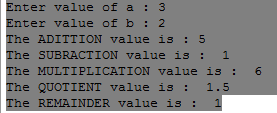 Enter value of a : 3
Enter value of b : 2
The ADITTION value is : 5
The SUBRACTION value is :  1
The MULTIPLICATION value is :  6
The QUOTIENT value is :  1.5
The REMAINDER value is :  1